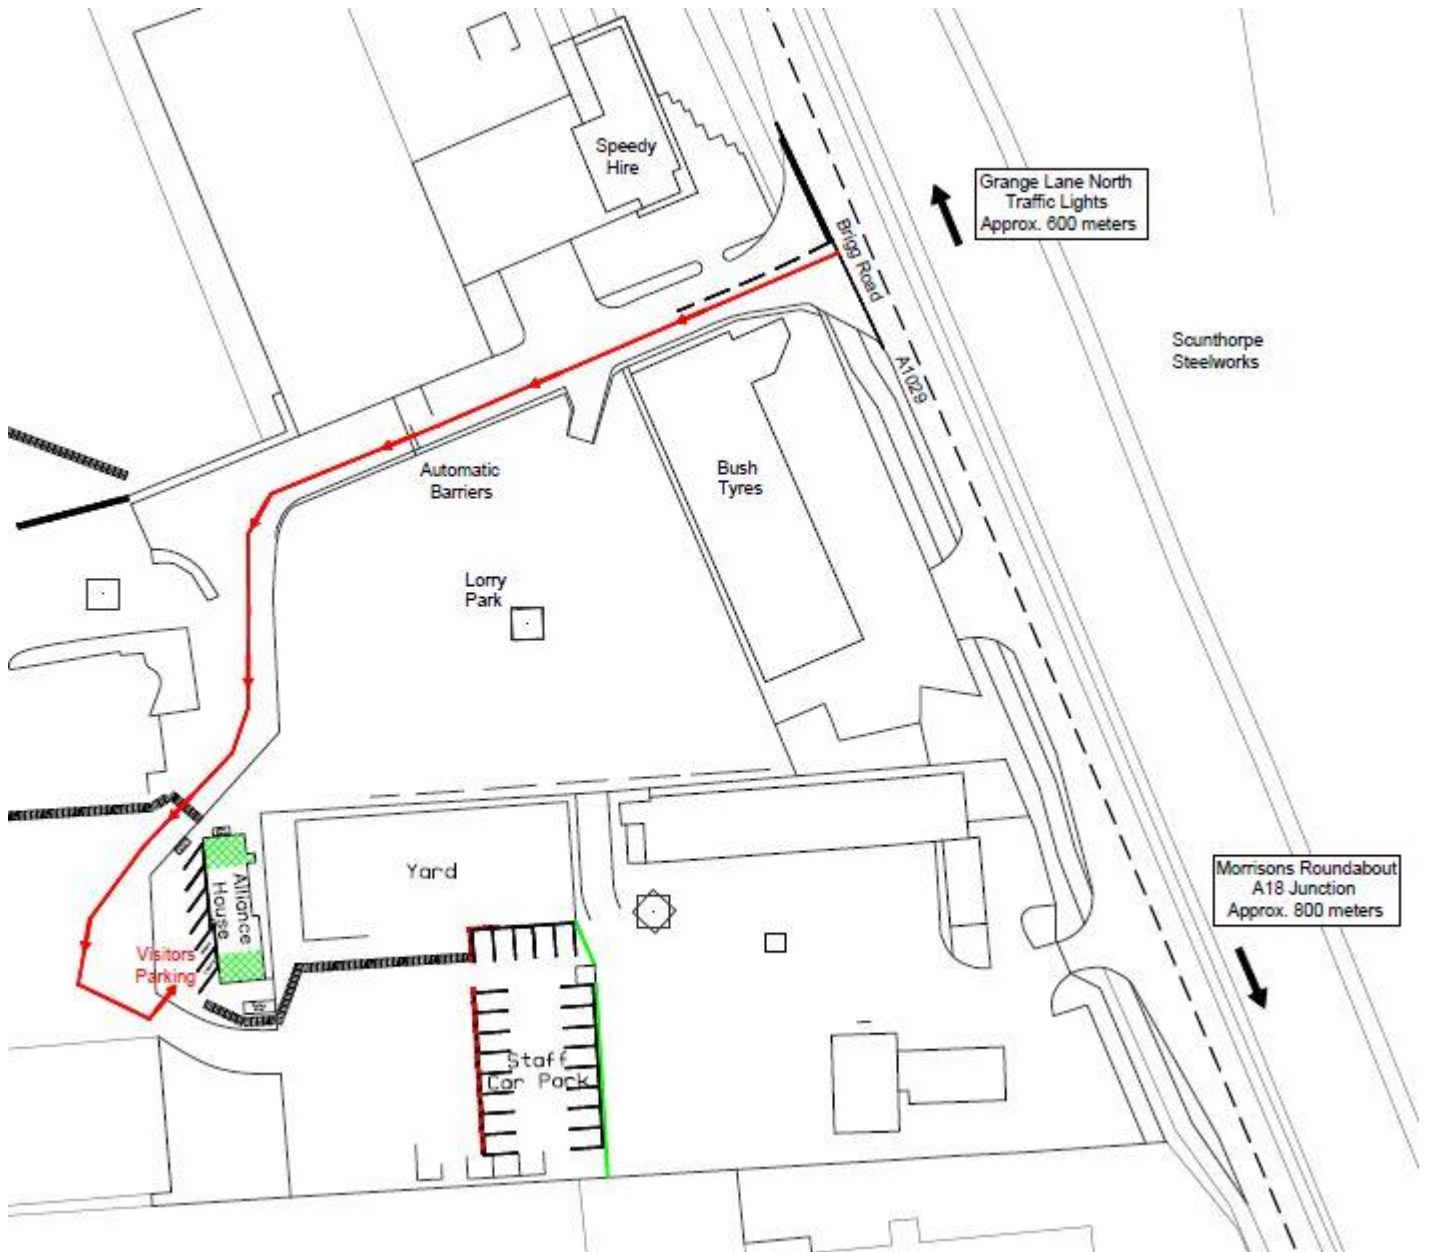 Speedy
Hire
Grange Lane North
Traffic Lights
Approx. 600 meters
Brigg Road
Scunthorpe
Steelworks
A1029
Automatic
Barriers
Bush
Tyres
Lorry
Park
Yard
Alliance
House
Morrisons Roundabout
A18 Junction
Approx. 800 meters
Visitors
Parking
Staff
Car Park